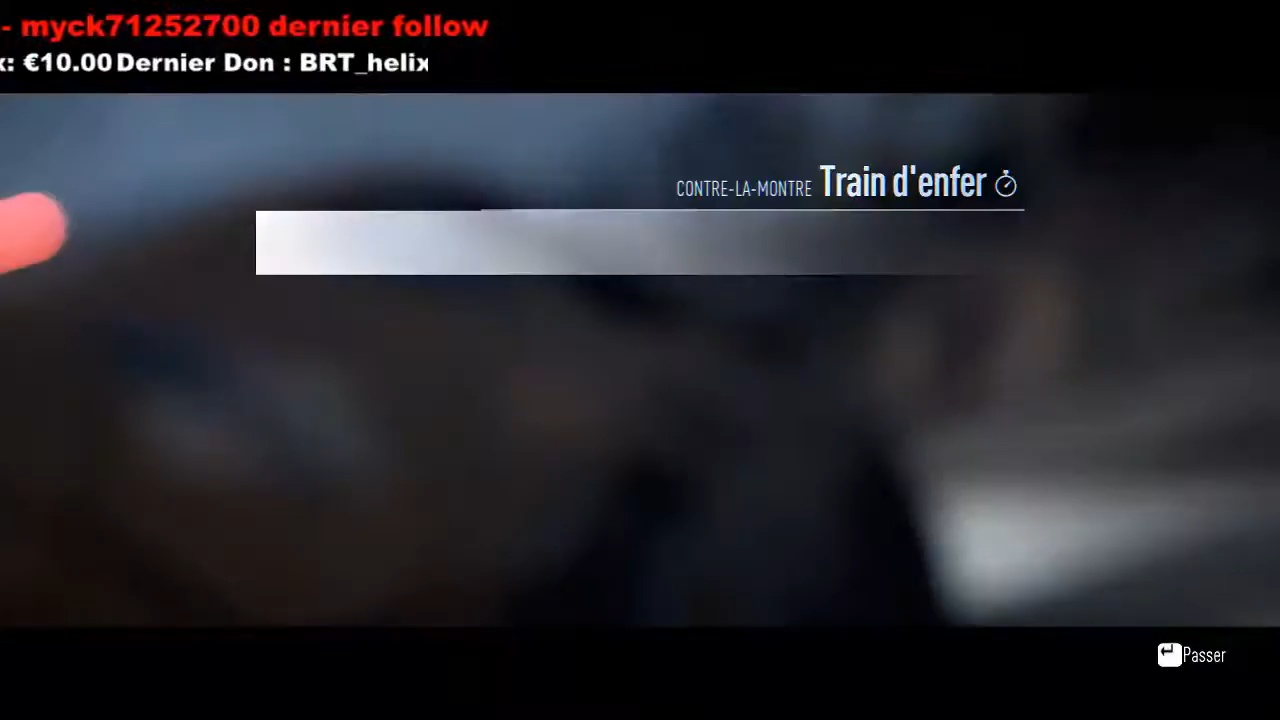 - myck71252700 dernier follow
x: €10.00 Dernier Don : BRT_helix
CONTRE-LA-MONTRE Train d'enfer
Passer